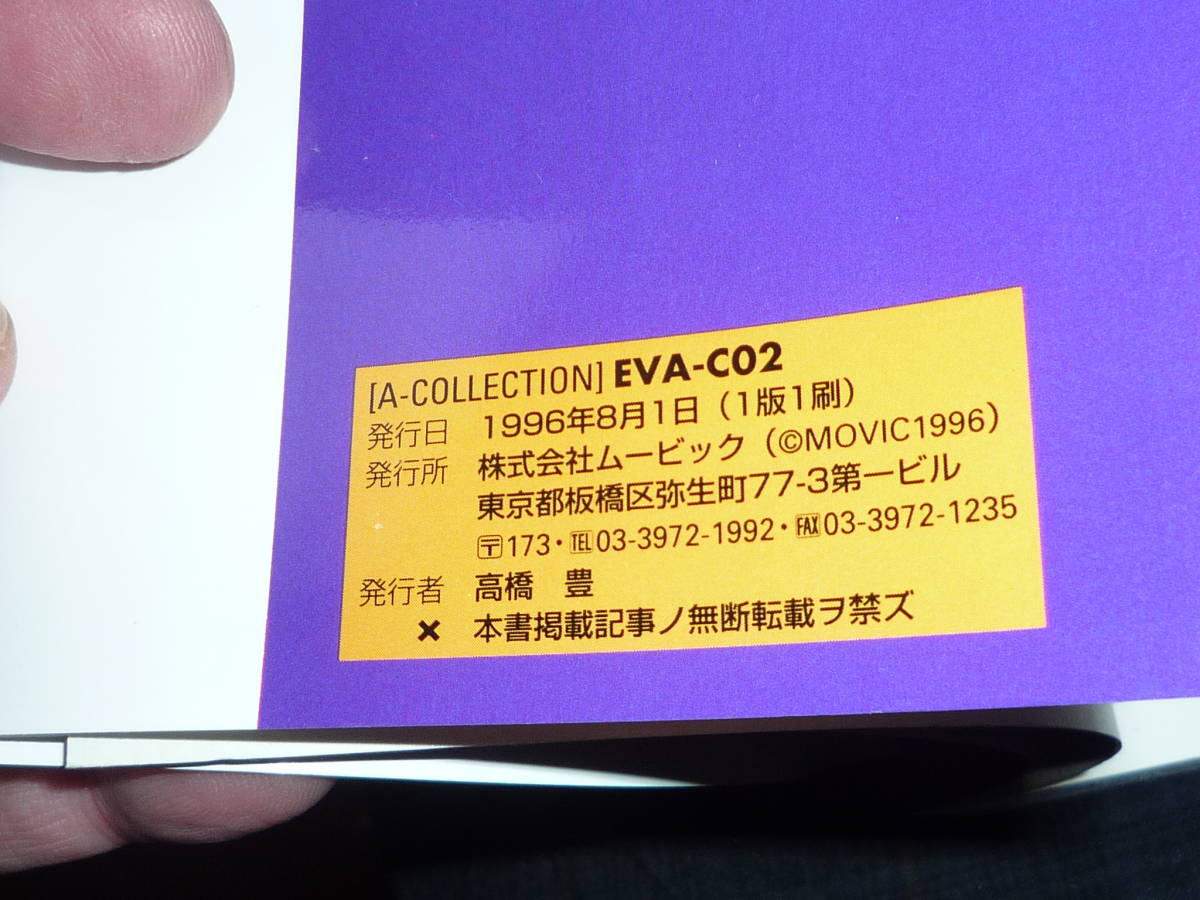 [A-COLLECTION] EVA-C02
発行日 1996年8月1日（1版1刷）
発行所 株式会社ムービック（©MOVIC1996）
東京都板橋区弥生町77-3第一ビル
〒173・TEL03-3972-1992・FAX03-3972-1235
発行者 高橋 豊
× 本書掲載記事ノ無断転載ヲ禁ズ